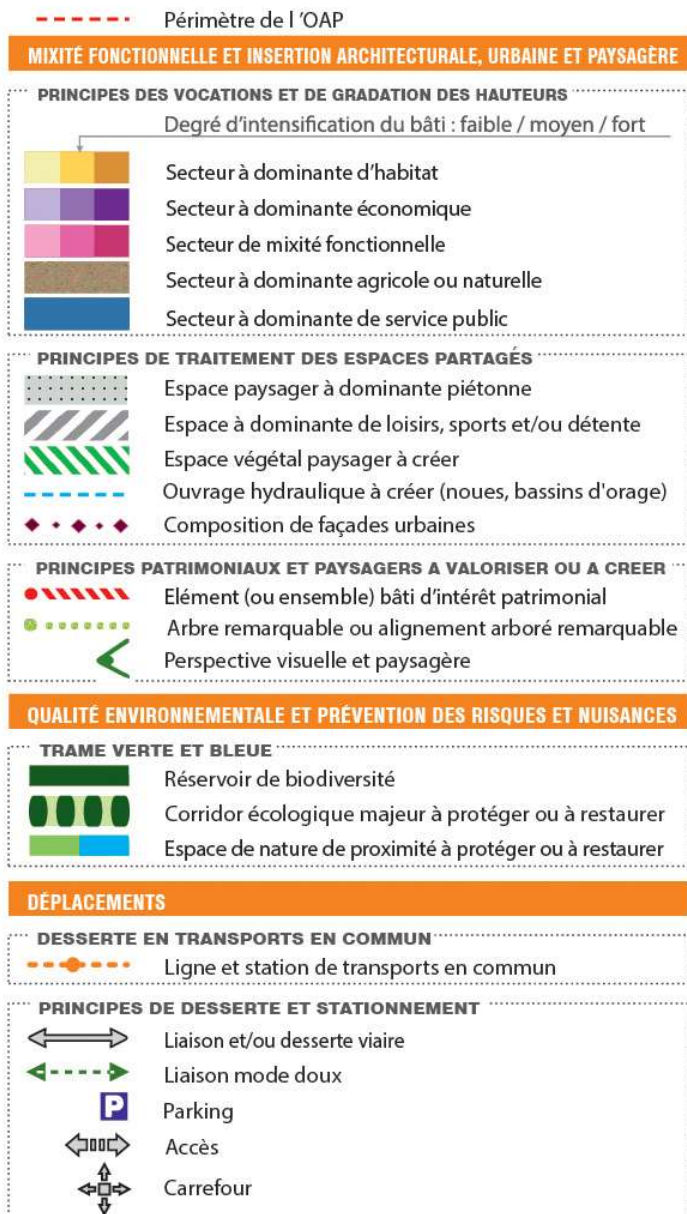 Périmètre de l 'OAP
MIXITÉ FONCTIONNELLE ET INSERTION ARCHITECTURALE, URBAINE ET PAYSAGÈRE
PRINCIPES DES VOCATIONS ET DE GRADATION DES HAUTEURS
Degré d'intensification du bâti : faible / moyen / fort
Secteur à dominante d'habitat
Secteur à dominante économique
Secteur de mixité fonctionnelle
Secteur à dominante agricole ou naturelle
Secteur à dominante de service public
PRINCIPES DE TRAITEMENT DES ESPACES PARTAGÉS
Espace paysager à dominante piétonne
Espace à dominante de loisirs, sports et/ou détente
Espace végétal paysager à créer
Ouvrage hydraulique à créer (noues, bassins d'orage)
Composition de façades urbaines
PRINCIPES PATRIMONIAUX ET PAYSAGERS A VALORISER OU A CREER
Elément (ou ensemble) bâti d'intérêt patrimonial
Arbre remarquable ou alignement arboré remarquable
Perspective visuelle et paysagère
QUALITÉ ENVIRONNEMENTALE ET PRÉVENTION DES RISQUES ET NUISANCES
TRAME VERTE ET BLEUE
Réservoir de biodiversité
Corridor écologique majeur à protéger ou à restaurer
Espace de nature de proximité à protéger ou à restaurer
DÉPLACEMENTS
DESSERTE EN TRANSPORTS EN COMMUN
Ligne et station de transports en commun
PRINCIPES DE DESSERTE ET STATIONNEMENT
Liaison et/ou desserte viaire
Liaison mode doux
P Parking
Accès
Carrefour